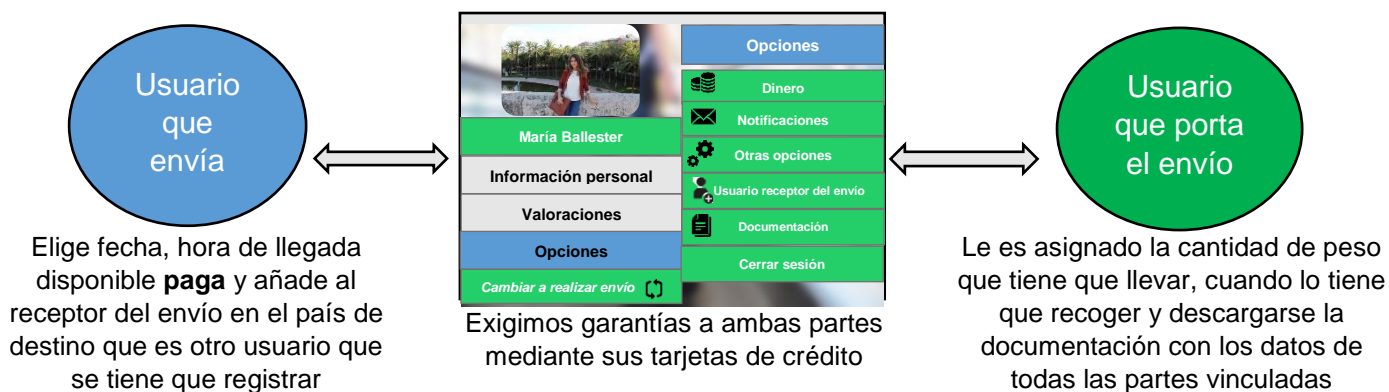 Usuario
que
envía
Elige fecha, hora de llegada
disponible paga y añade al
receptor del envío en el país de
destino que es otro usuario que
se tiene que registrar
María Ballester
Información personal
Valoraciones
Opciones
Cambiar a realizar envío
Opciones
Dinero
Notificaciones
Otras opciones
Usuario receptor del envío
Documentación
Cerrar sesión
Exigimos garantías a ambas partes
mediante sus tarjetas de crédito
Usuario
que porta
el envío
Le es asignado la cantidad de peso
que tiene que llevar, cuando lo tiene
que recoger y descargarse la
documentación con los datos de
todas las partes vinculadas